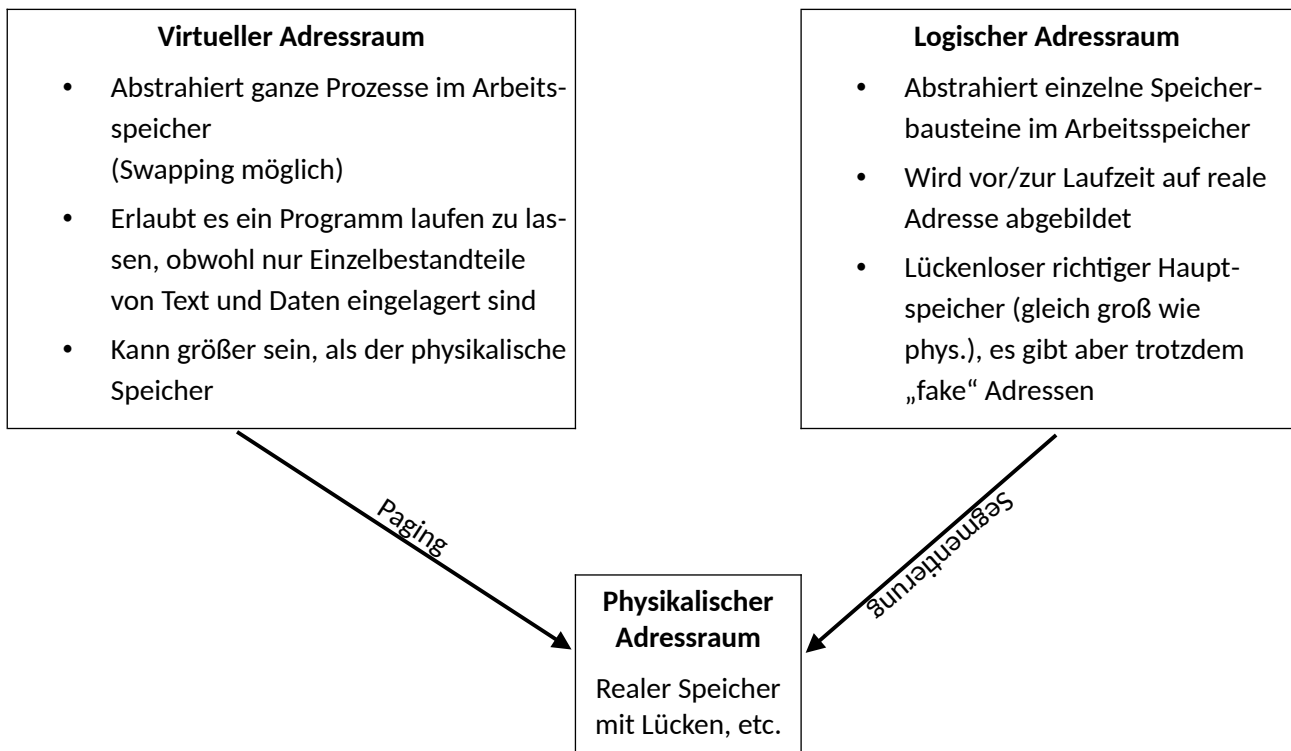 Virtueller Adressraum
• Abstrahiert ganze Prozesse im Arbeits-
speicher
(Swapping möglich)
• Erlaubt es ein Programm laufen zu las-
sen, obwohl nur Einzelbestandteile
von Text und Daten eingelagert sind
• Kann größer sein, als der physikalische
Speicher
Logischer Adressraum
• Abstrahiert einzelne Speicher-
bausteine im Arbeitsspeicher
• Wird vor/zur Laufzeit auf reale
Adresse abgebildet
• Lückenloser richtiger Haupt-
speicher (gleich groß wie
phys.), es gibt aber trotzdem
„fake“ Adressen
Paging
Segmentierung
Physikalischer
Adressraum
Realer Speicher
mit Lücken, etc.